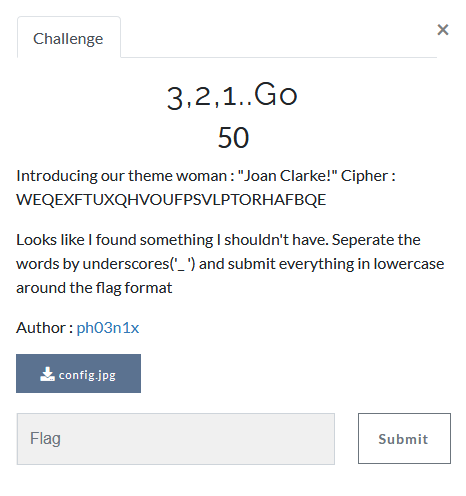 Challenge
×
3,2,1..Go
50
Introducing our theme woman : "Joan Clarke!" Cipher :
WEQEXFTUXQHVOUFPSVLPTORHAFBQE
Looks like I found something I shouldn't have. Seperate the
words by underscores('_ ') and submit everything in lowercase
around the flag format
Author : ph03n1x
config.jpg
Flag
Submit